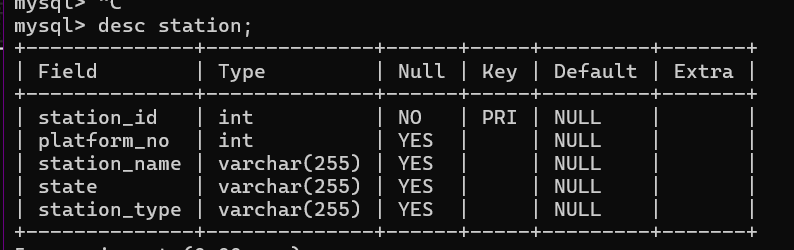 mysql> ^C
mysql> desc station;
+--------------+--------------+------+-----+---------+-------+
| Field        | Type         | Null | Key | Default | Extra |
+--------------+--------------+------+-----+---------+-------+
| station_id   | int          | NO   | PRI | NULL    |       |
| platform_no  | int          | YES  |     | NULL    |       |
| station_name | varchar(255) | YES  |     | NULL    |       |
| state        | varchar(255) | YES  |     | NULL    |       |
| station_type | varchar(255) | YES  |     | NULL    |       |
+--------------+--------------+------+-----+---------+-------+